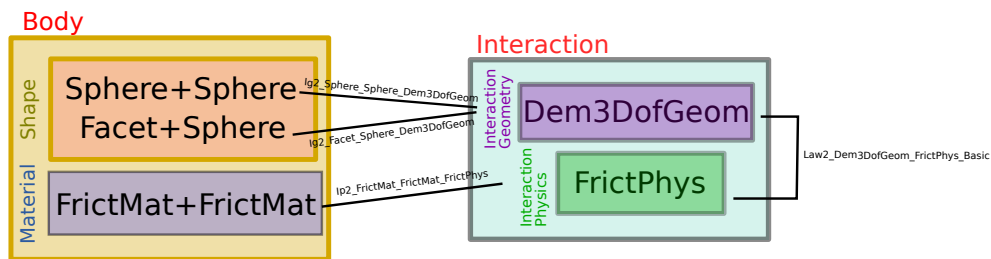 Body
Interaction
Shape
Sphere+Sphere
Facet+Sphere
Ig2_Sphere_Sphere_Dem3DofGeom
Ig2_Facet_Sphere_Dem3DofGeom
Interaction
Geometry
Dem3DofGeom
Law2_Dem3DofGeom_FrictPhys_Basic
Material
FrictMat+FrictMat
Ip2_FrictMat_FrictMat_FrictPhys
Interaction
Physics
FrictPhys